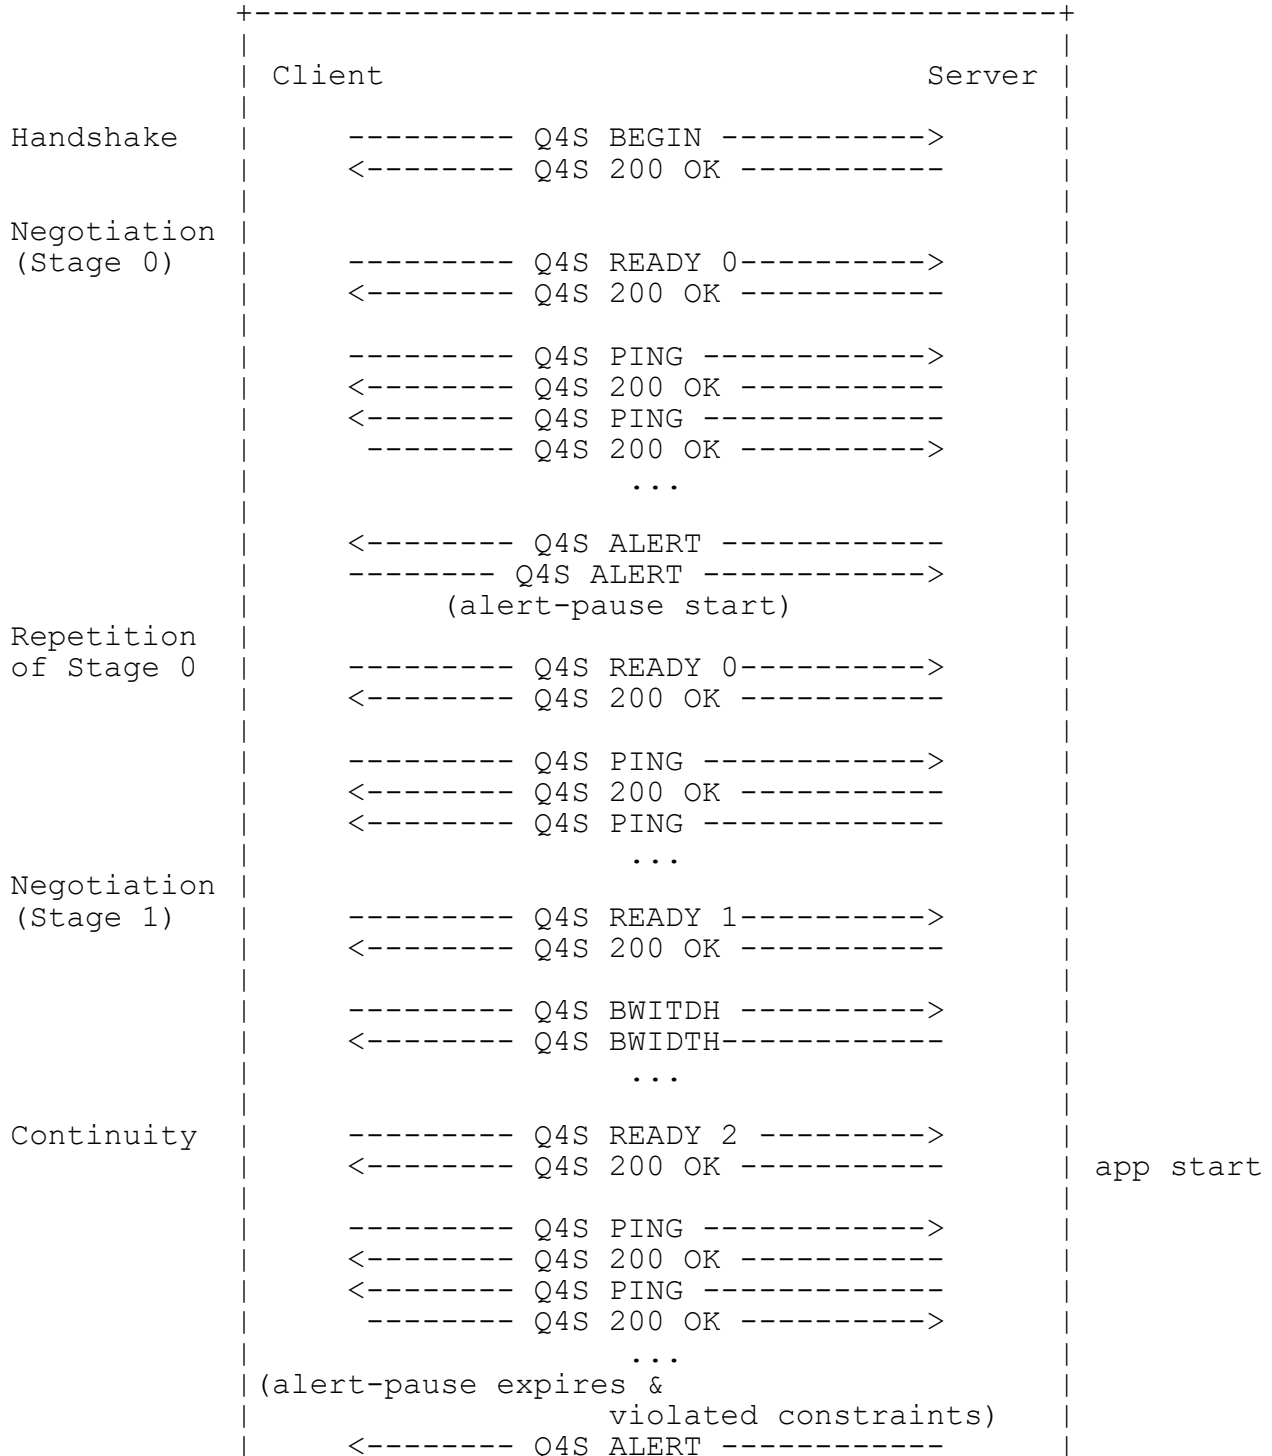 +-------------------------------------------+
| |
| Client Server |
| |
Handshake | --------- Q4S BEGIN -----------> |
| <-------- Q4S 200 OK ----------- |
| |
Negotiation | |
(Stage 0) | --------- Q4S READY 0----------> |
| <-------- Q4S 200 OK ----------- |
| |
| --------- Q4S PING ------------> |
| <-------- Q4S 200 OK ----------- |
| <-------- Q4S PING ------------- |
| -------- Q4S 200 OK ----------> |
| ... |
| |
| <-------- Q4S ALERT ------------ |
| -------- Q4S ALERT ------------> |
| (alert-pause start) |
Repetition | |
of Stage 0 | --------- Q4S READY 0----------> |
| <-------- Q4S 200 OK ----------- |
| |
| --------- Q4S PING ------------> |
| <-------- Q4S 200 OK ----------- |
| <-------- Q4S PING ------------- |
| ... |
Negotiation | |
(Stage 1) | --------- Q4S READY 1----------> |
| <-------- Q4S 200 OK ----------- |
| |
| --------- Q4S BWITDH ----------> |
| <-------- Q4S BWIDTH------------ |
| ... |
| |
Continuity | --------- Q4S READY 2 ---------> |
| <-------- Q4S 200 OK ----------- | app start
| |
| --------- Q4S PING ------------> |
| <-------- Q4S 200 OK ----------- |
| <-------- Q4S PING ------------- |
| -------- Q4S 200 OK ----------> |
| ... |
|(alert-pause expires & |
| violated constraints) |
| <-------- Q4S ALERT ------------ |